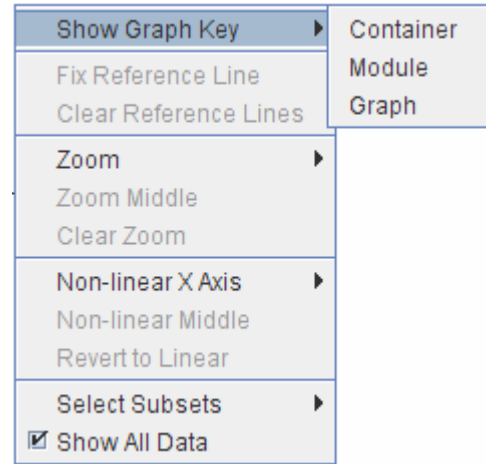 Show Graph Key
Container
Module
Graph
Fix Reference Line
Clear Reference Lines
Zoom
Zoom Middle
Clear Zoom
Non-linear X Axis
Non-linear Middle
Revert to Linear
Select Subsets
Show All Data